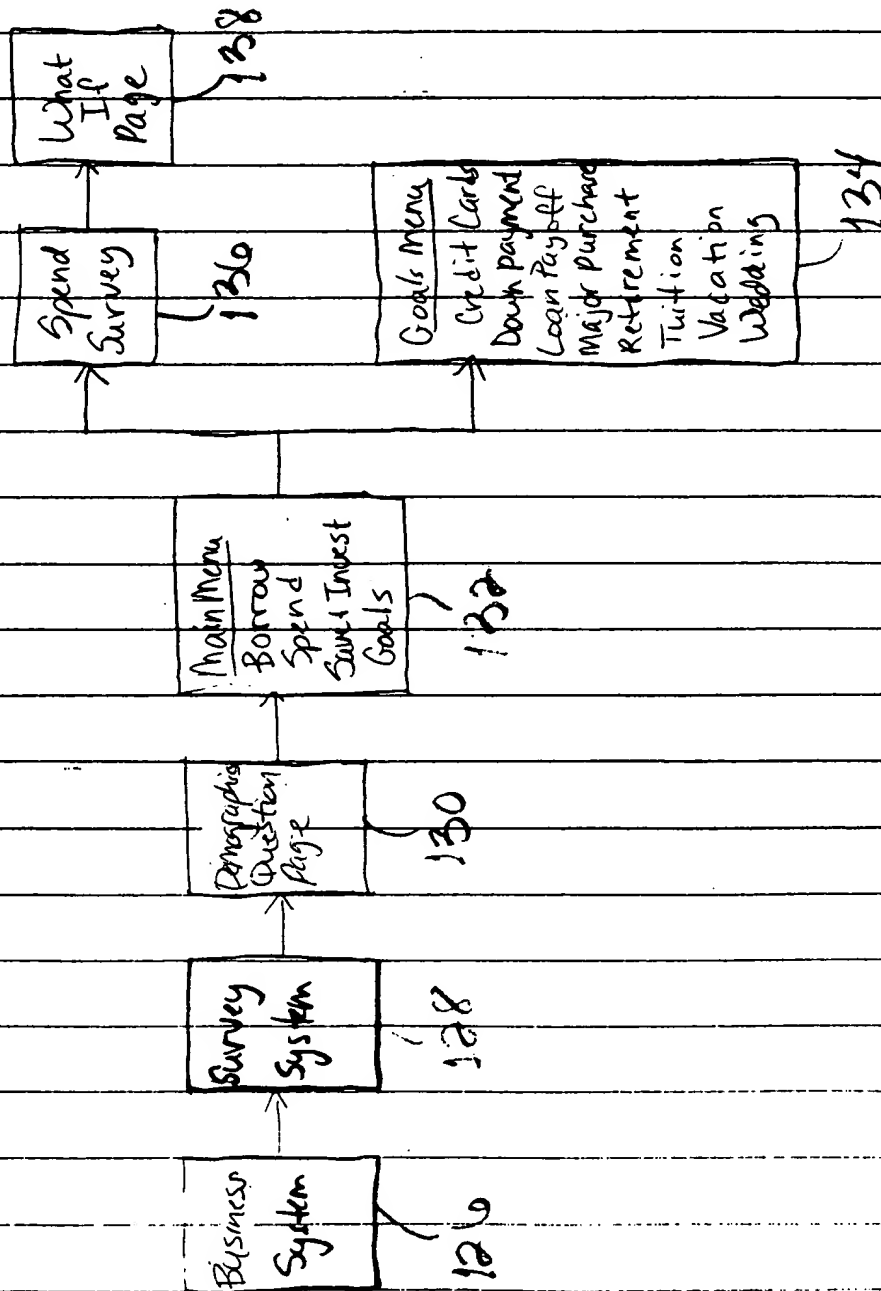 Business
System
126
Survey
System
128
Demographic
Question
Page
130
Main Menu
Borrow
Spend
Save & Invest
Goals
132
Spend
Survey
136
What
If
Page
138
Goals Menu
Credit Cards
Down Payment
Loan Payoff
Major Purchase
Retirement
Tuition
Vacation
Wedding
134